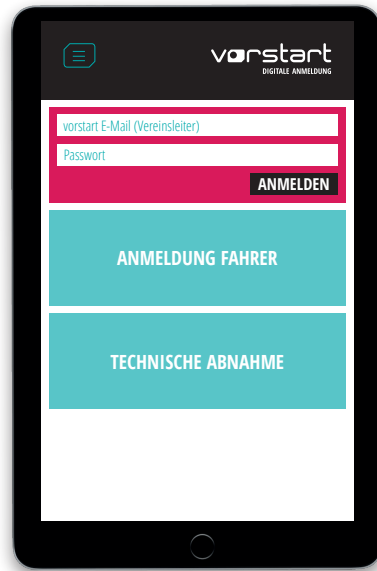 vorstart
DIGITALE ANMELDUNG
vorstart E-Mail (Vereinsleiter)
Passwort
ANMELDEN
ANMELDUNG FAHRER
TECHNISCHE ABNAHME